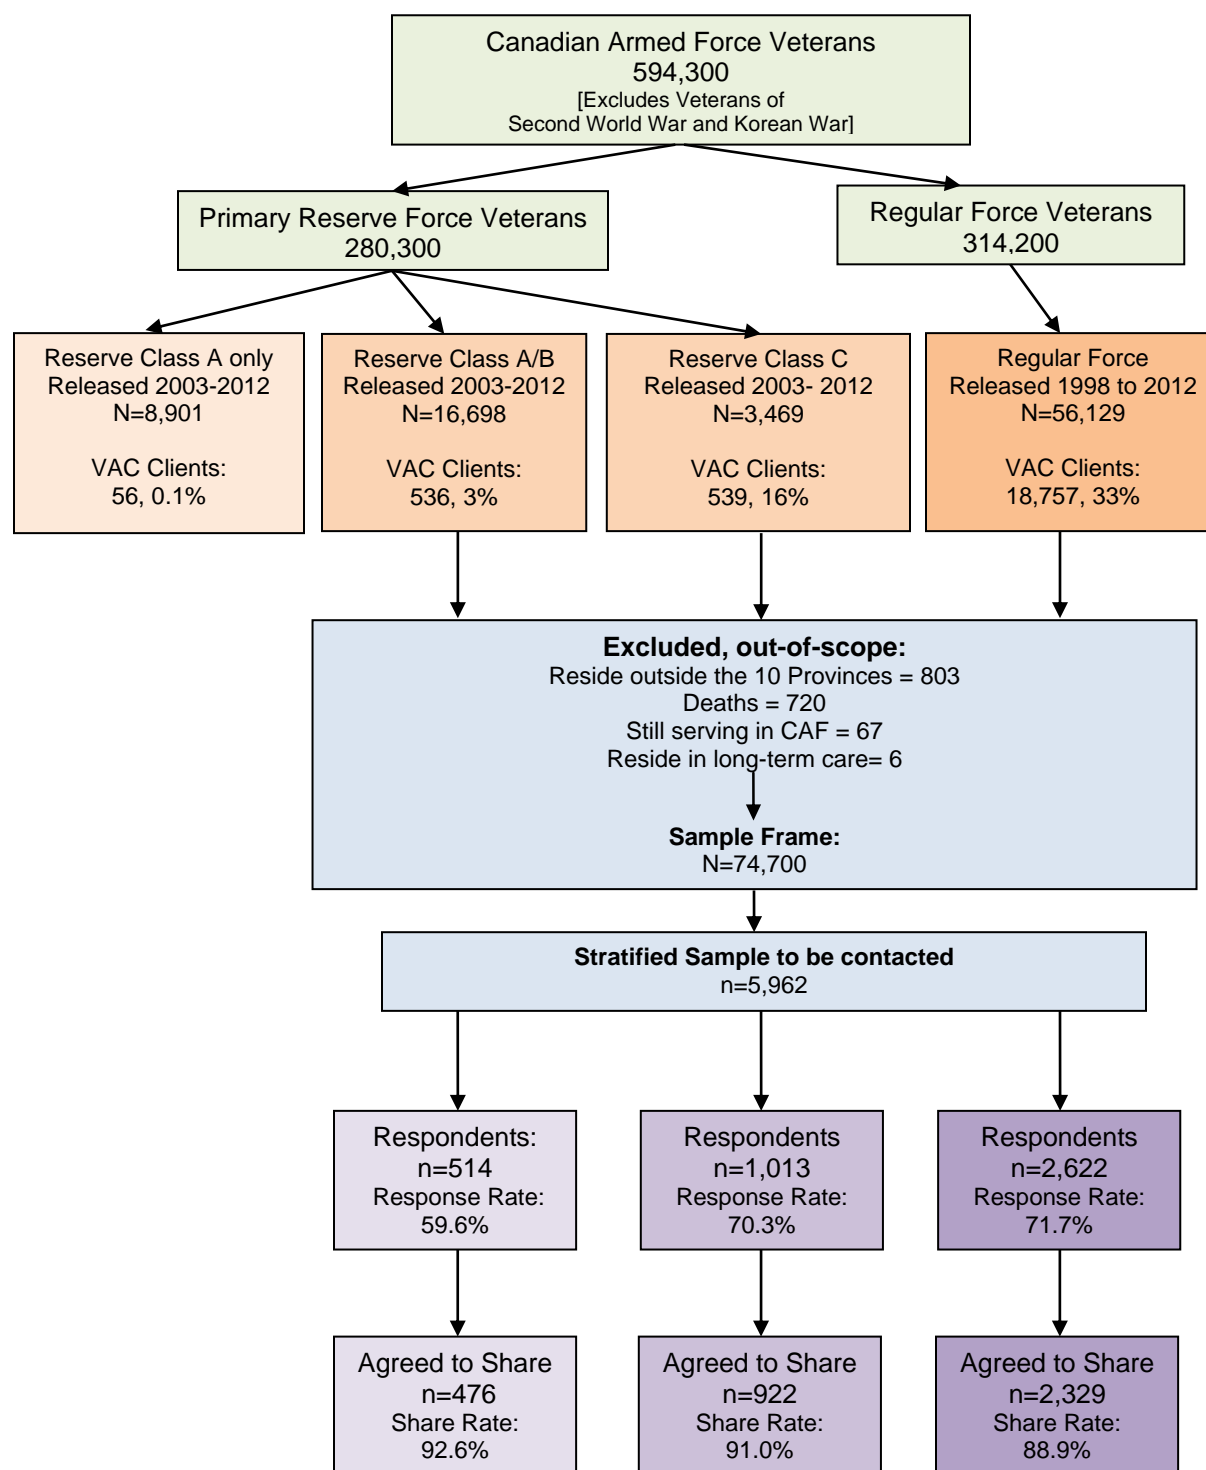 Canadian Armed Force Veterans
594,300
[Excludes Veterans of
Second World War and Korean War]
Primary Reserve Force Veterans
280,300
Regular Force Veterans
314,200
Reserve Class A only
Released 2003-2012
N=8,901
VAC Clients:
56, 0.1%
Reserve Class A/B
Released 2003-2012
N=16,698
VAC Clients:
536, 3%
Reserve Class C
Released 2003- 2012
N=3,469
VAC Clients:
539, 16%
Regular Force
Released 1998 to 2012
N=56,129
VAC Clients:
18,757, 33%
Excluded, out-of-scope:
Reside outside the 10 Provinces = 803
Deaths = 720
Still serving in CAF = 67
Reside in long-term care= 6
Sample Frame:
N=74,700
Stratified Sample to be contacted
n=5,962
Respondents:
n=514
Response Rate:
59.6%
Respondents
n=1,013
Response Rate:
70.3%
Respondents
n=2,622
Response Rate:
71.7%
Agreed to Share
n=476
Share Rate:
92.6%
Agreed to Share
n=922
Share Rate:
91.0%
Agreed to Share
n=2,329
Share Rate:
88.9%